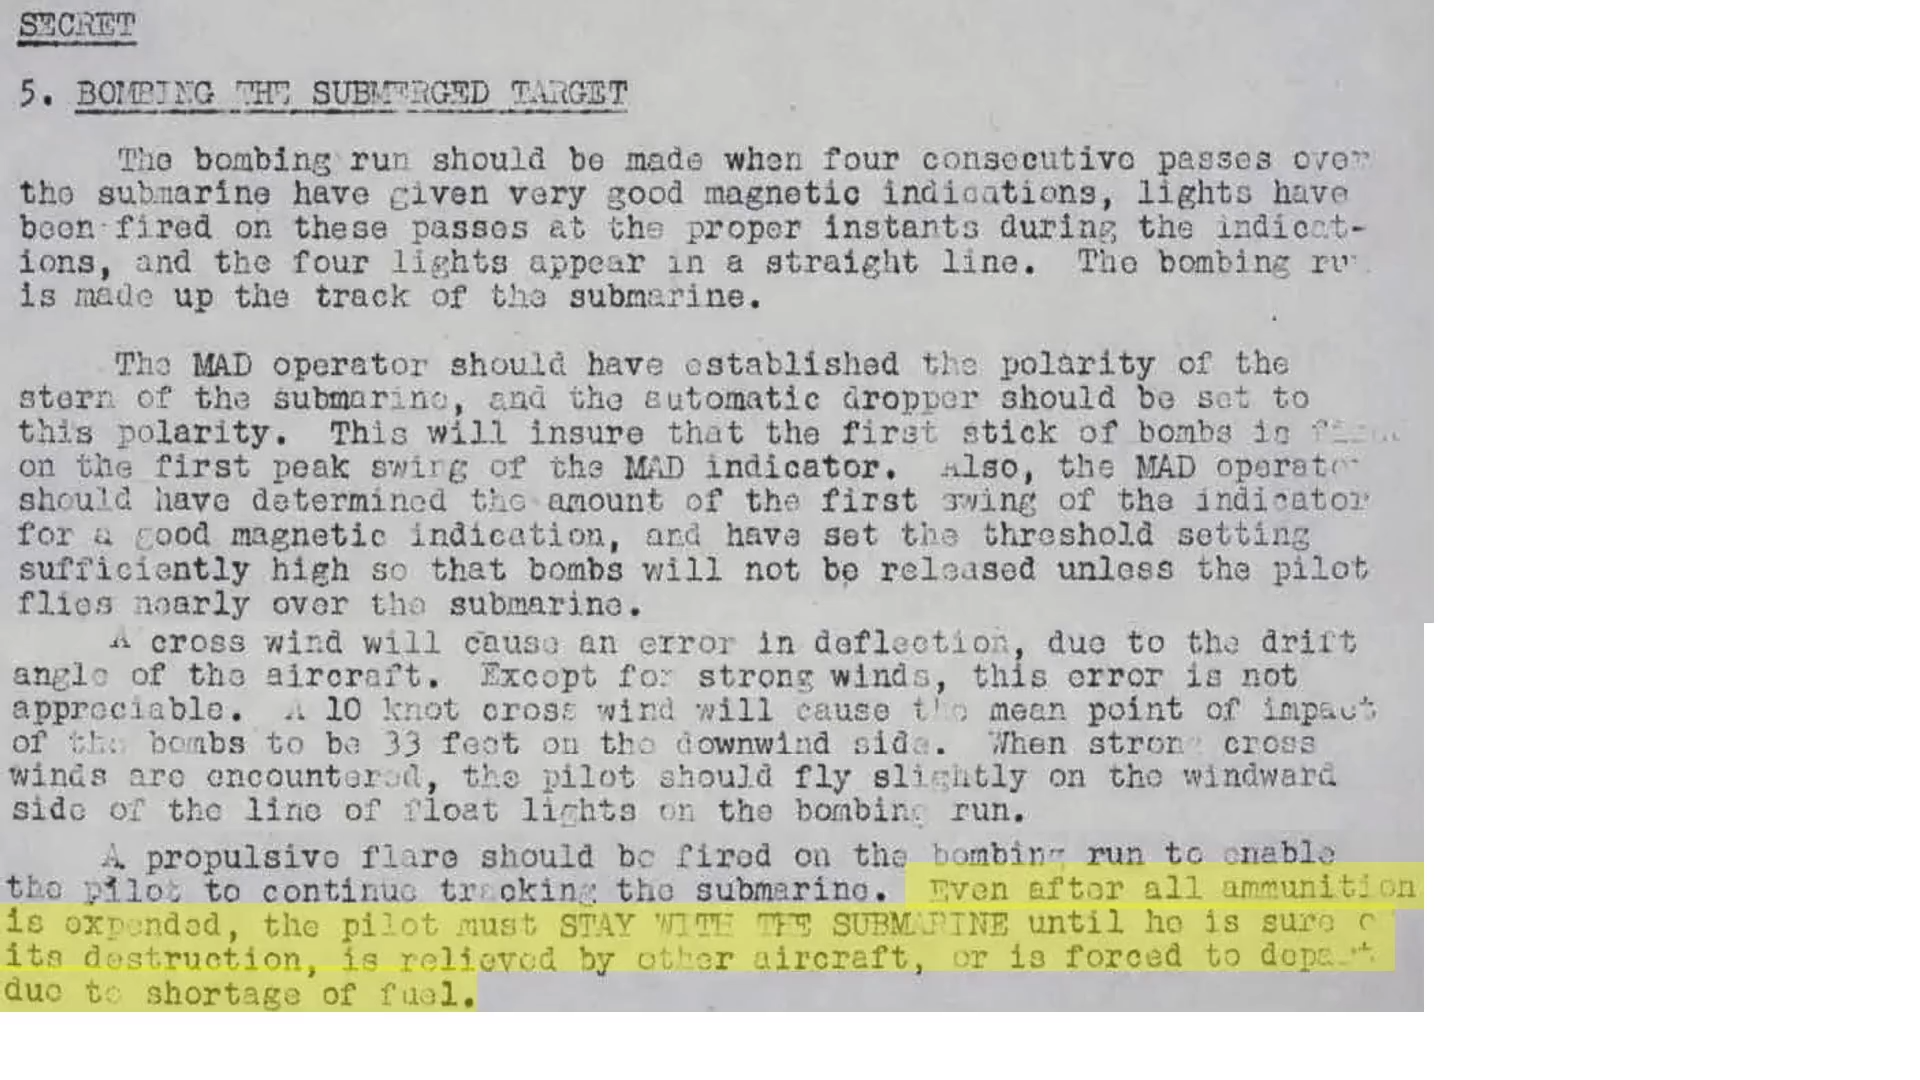 SECRET
5. BOMBING THE SUBMERGED TARGET
The bombing run should be made when four consecutive passes over
the submarine have given very good magnetic indications, lights have
been fired on these passes at the proper instants during the indicat-
ions, and the four lights appear in a straight line. The bombing ru
is made up the track of the submarine.
The MAD operator should have established the polarity of the
stern of the submarine, and the automatic dropper should be set to
this polarity. This will insure that the first stick of bombs is
on the first peak swing of the MAD indicator. Also, the MAD operator
should have determined the amount of the first swing of the indicator
for a good magnetic indication, and have set the threshold setting
sufficiently high so that bombs will not be released unless the pilot
flies nearly over the submarine.
A cross wind will cause an error in deflection, due to the drift
angle of the aircraft. Except for strong winds, this error is not
appreciable. A 10 knot cross wind will cause the mean point of impact
of the bombs to be 33 feet on the downwind side. When strong cross
winds are encountered, the pilot should fly slightly on the windward
side of the line of float lights on the bombing run.
A propulsive flare should be fired on the bombing run to enable
the pilot to continue tracking the submarine. Even after all ammunition
is expended, the pilot must STAY WITH THE SUBMARINE until he is sure o
its destruction, is relieved by other aircraft, or is forced to depart
due to shortage of fuel.